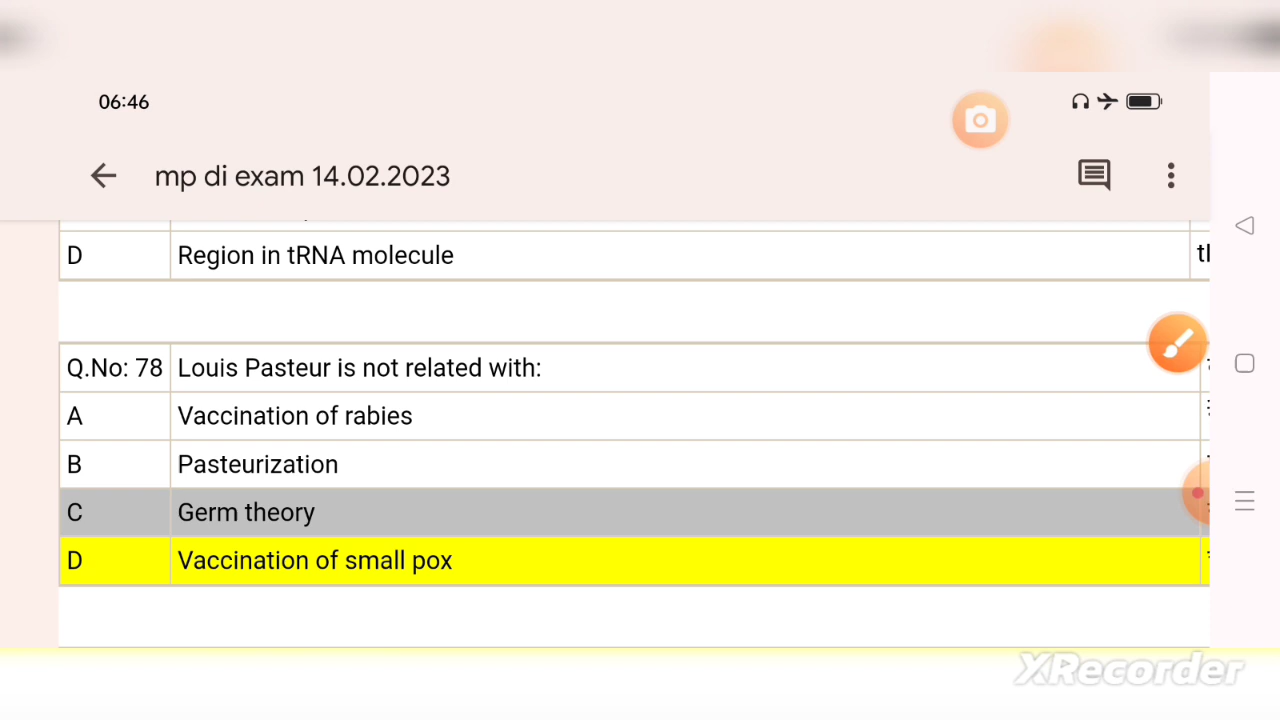 06:46
mp di exam 14.02.2023
D Region in tRNA molecule
Q.No: 78 Louis Pasteur is not related with:
A Vaccination of rabies
B Pasteurization
C Germ theory
D Vaccination of small pox
XRecorder